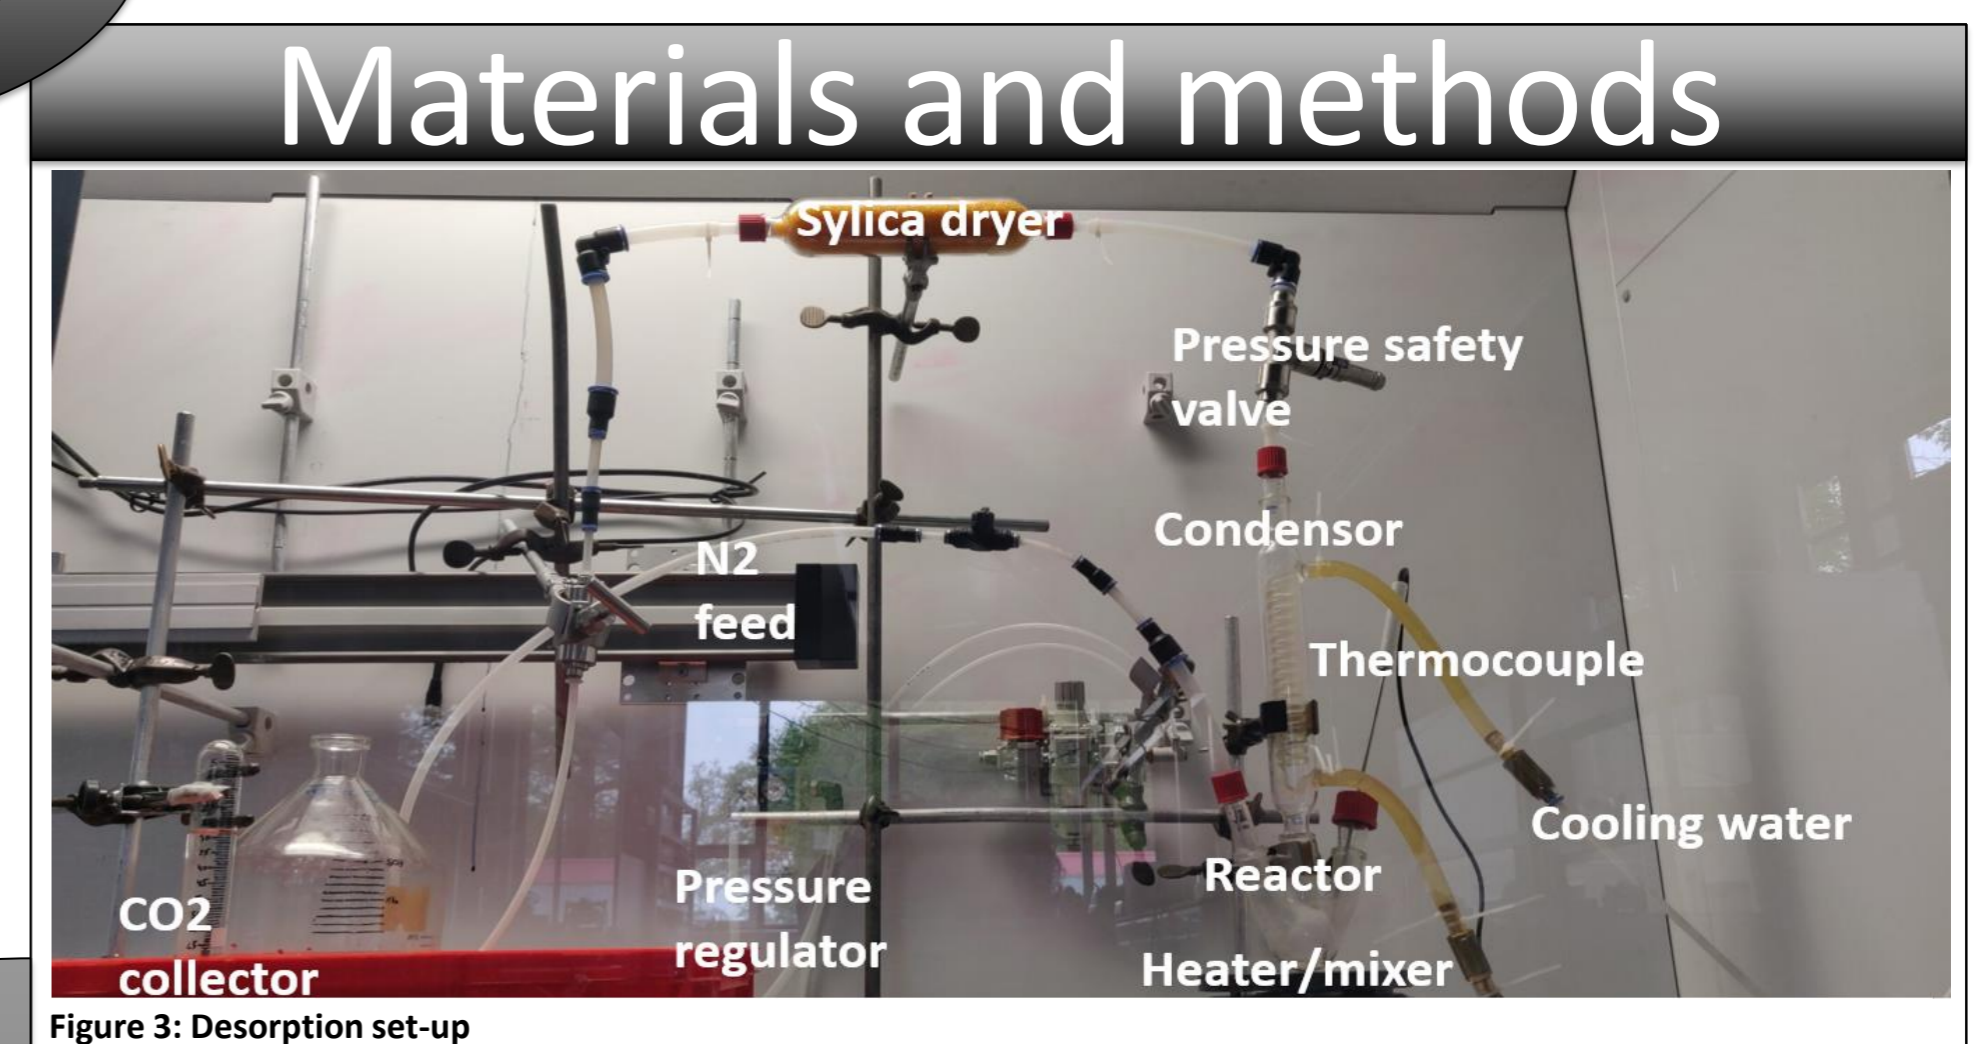 Materials and methods
Sylica dryer
Pressure safety
valve
Condensor
N2
feed
Thermocouple
Cooling water
Reactor
Pressure
regulator
CO2
collector
Heater/mixer
Figure 3: Desorption set-up